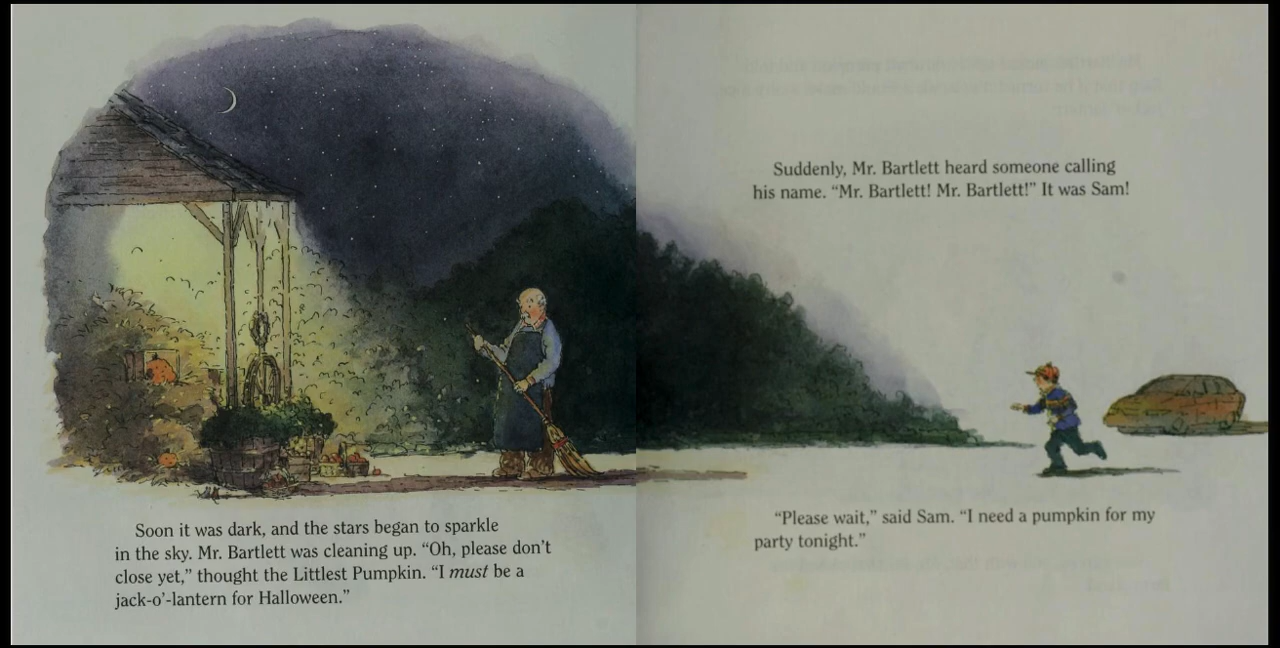 Soon it was dark, and the stars began to sparkle
in the sky. Mr. Bartlett was cleaning up. “Oh, please don’t
close yet,” thought the Littlest Pumpkin. “I must be a
jack-o’-lantern for Halloween.”
Suddenly, Mr. Bartlett heard someone calling
his name. “Mr. Bartlett! Mr. Bartlett!” It was Sam!
“Please wait,” said Sam. “I need a pumpkin for my
party tonight.”